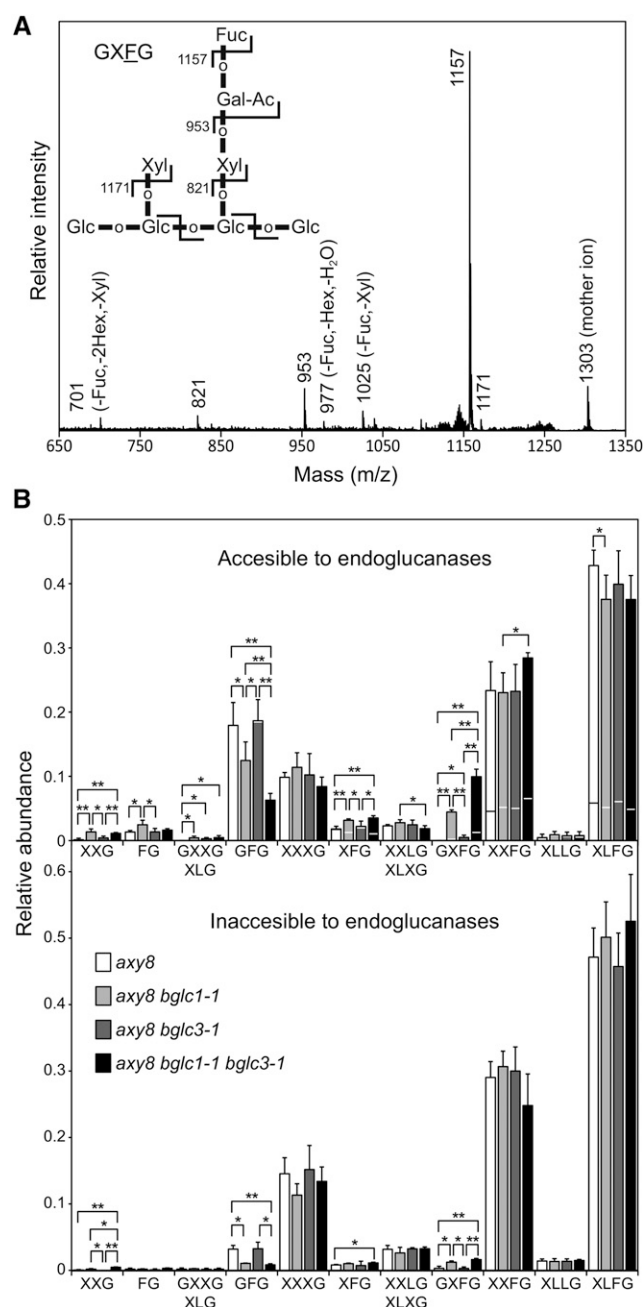 A
GXFG
Fuc
1157
o
Gal-Ac
953
o
Xyl
Xyl
1171
821
o
o
Glc o Glc o Glc o Glc
Relative intensity
701
(-Fuc,-2Hex,-Xyl)
821
953
977 (-Fuc,-Hex,-H₂O)
1025 (-Fuc,-Xyl)
1157
1171
1303 (mother ion)
650 750 850 950 1050 1150 1250 1350
Mass (m/z)
B
Relative abundance
0.5
0.4
0.3
0.2
0.1
0
Accesible to endoglucanases
** ** * ** **
* *
* * *
** ** * * ** **
** * * *
*
** * ** ** ** **
*
*
XXG FG GXXG GFG XXXG XFG XXLG GXFG XXFG XLLG XLFG
XLG XLXG
Inaccesible to endoglucanases
0.6
0.5
0.4
0.3
0.2
0.1
0
axy8
axy8 bglc1-1
axy8 bglc3-1
axy8 bglc1-1 bglc3-1
** * * **
** * *
*
** * * **
XXG FG GXXG GFG XXXG XFG XXLG GXFG XXFG XLLG XLFG
XLG XLXG